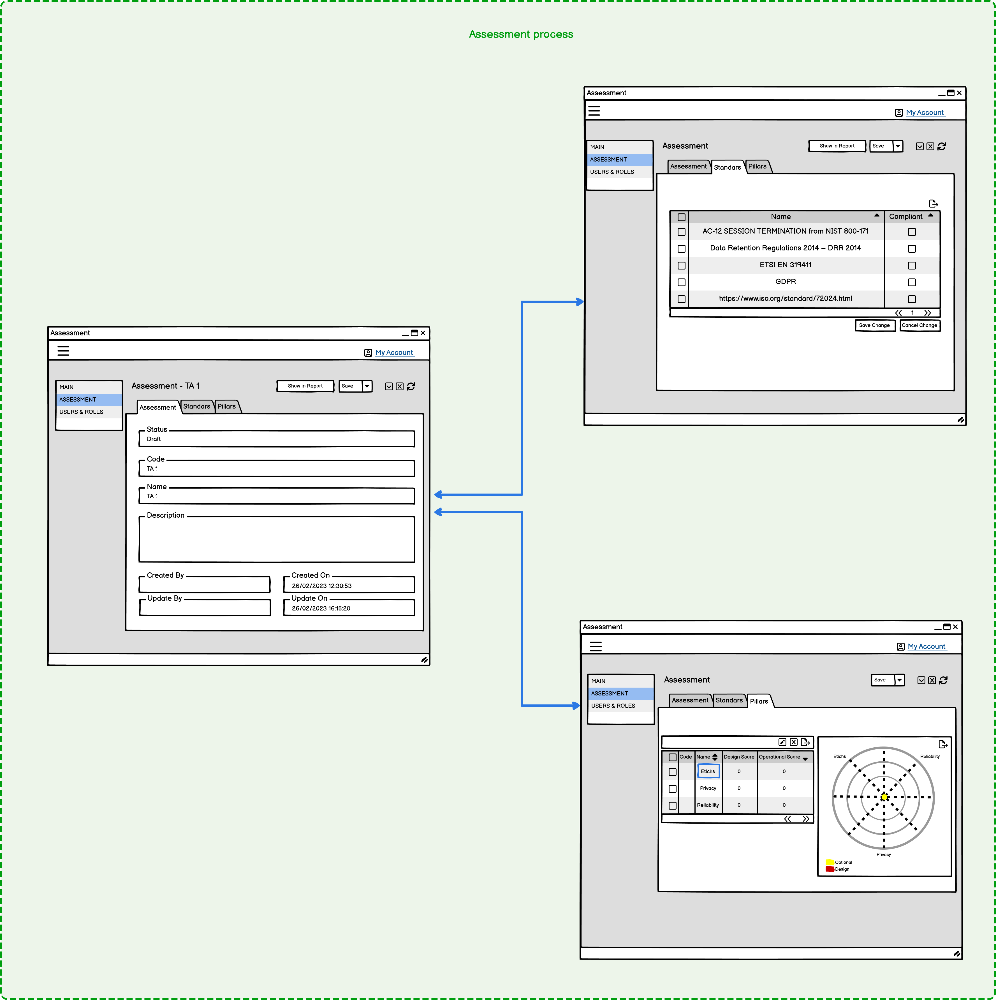 Assessment process
Assessment
My Account
MAIN
ASSESSMENT
USERS & ROLES
Assessment
Show in Report
Save
Assessment
Standars
Pillars
Name
Compliant
AC-12 SESSION TERMINATION from NIST 800-171
Data Retention Regulations 2014 – DRR 2014
ETSI EN 319411
GDPR
https://www.iso.org/standard/72024.html
1
Save Change
Cancel Change
Assessment
My Account
MAIN
ASSESSMENT
USERS & ROLES
Assessment - TA 1
Show in Report
Save
Assessment
Standars
Pillars
Status
Draft
Code
TA 1
Name
TA 1
Description
Created By
Created On
26/02/2023 12:30:53
Update By
Update On
26/02/2023 16:15:20
Assessment
My Account
MAIN
ASSESSMENT
USERS & ROLES
Assessment
Save
Assessment
Standars
Pillars
Code Name Design Score Operational Score
Etichs 0 0
Privacy 0 0
Reliability 0 0
Etichs
Reliability
Privacy
Optional
Design